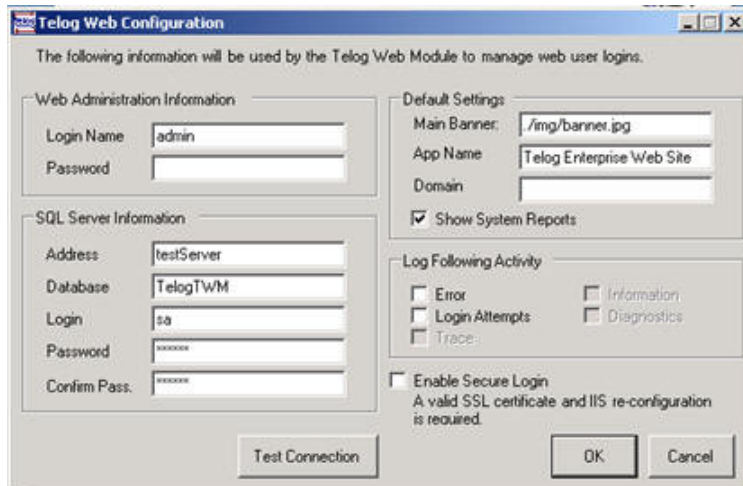 Telog Web Configuration
The following information will be used by the Telog Web Module to manage web user logins.
Web Administration Information
Login Name admin
Password
SQL Server Information
Address testServer
Database TelogTWM
Login sa
Password ******
Confirm Pass. ******
Default Settings
Main Banner: ./img/banner.jpg
App Name Telog Enterprise Web Site
Domain
Show System Reports
Log Following Activity
Error Information
Login Attempts Diagnostics
Trace
Enable Secure Login
A valid SSL certificate and IIS re-configuration
is required.
Test Connection OK Cancel